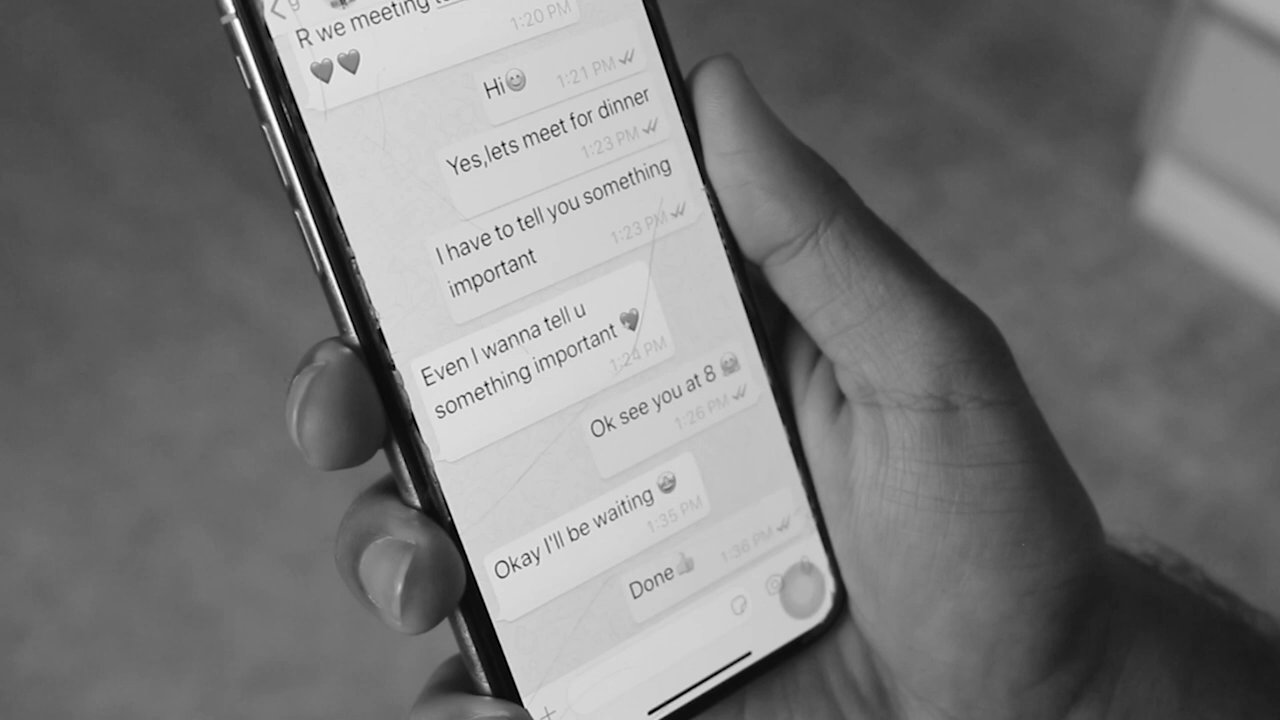 R we meeting
❤❤
1:20 PM
Hi😊
1:21 PM
Yes,lets meet for dinner
1:23 PM
I have to tell you something
important
1:23 PM
Even I wanna tell u
something important 💖
1:24 PM
Ok see you at 8 🤗
1:26 PM
Okay I'll be waiting 🤩
1:35 PM
Done👍
1:36 PM